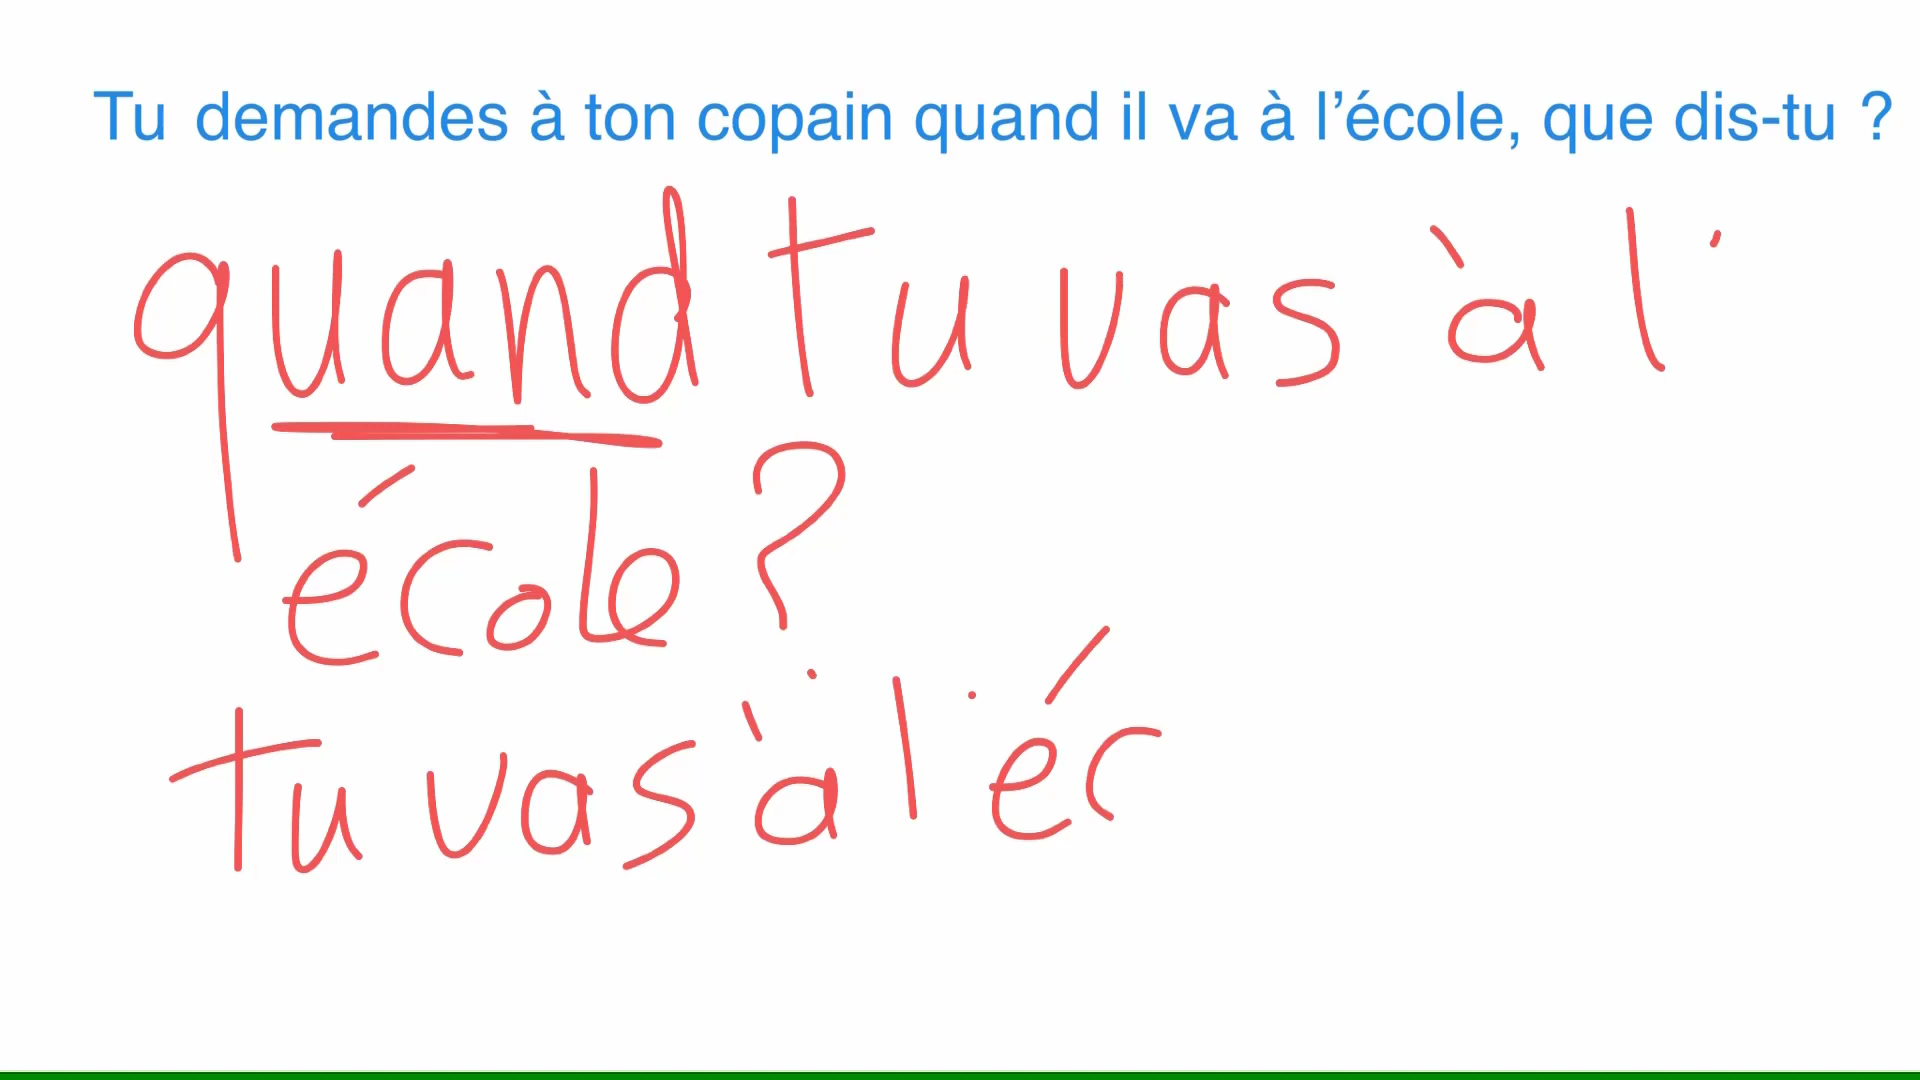 Tu demandes à ton copain quand il va à l’école, que dis-tu ?
quand tu vas à l'
école ?
tu vas à l'éc